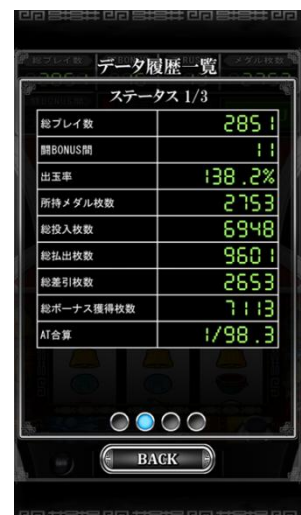 データ履歴一覧
ステータス 1/3
総プレイ数 2851
闘BONUS間 11
出玉率 138.2%
所持メダル枚数 2753
総投入枚数 6948
総払出枚数 9601
総差引枚数 2653
総ボーナス獲得枚数 7113
AT合算 1/98.3
BACK